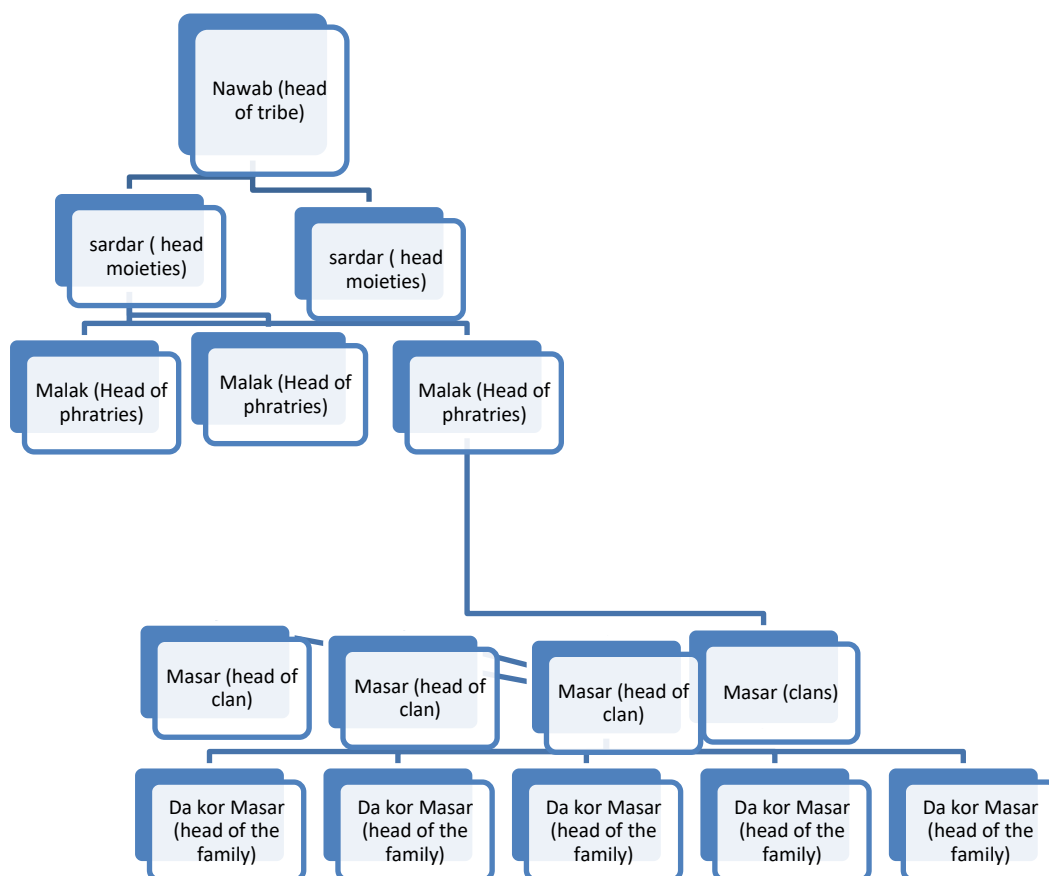 Nawab (head
of tribe)
sardar ( head
moieties)
sardar ( head
moieties)
Malak (Head of
phratries)
Malak (Head of
phratries)
Malak (Head of
phratries)
Masar (head of
clan)
Masar (head of
clan)
Masar (head of
clan)
Masar (clans)
Da kor Masar
(head of the
family)
Da kor Masar
(head of the
family)
Da kor Masar
(head of the
family)
Da kor Masar
(head of the
family)
Da kor Masar
(head of the
family)